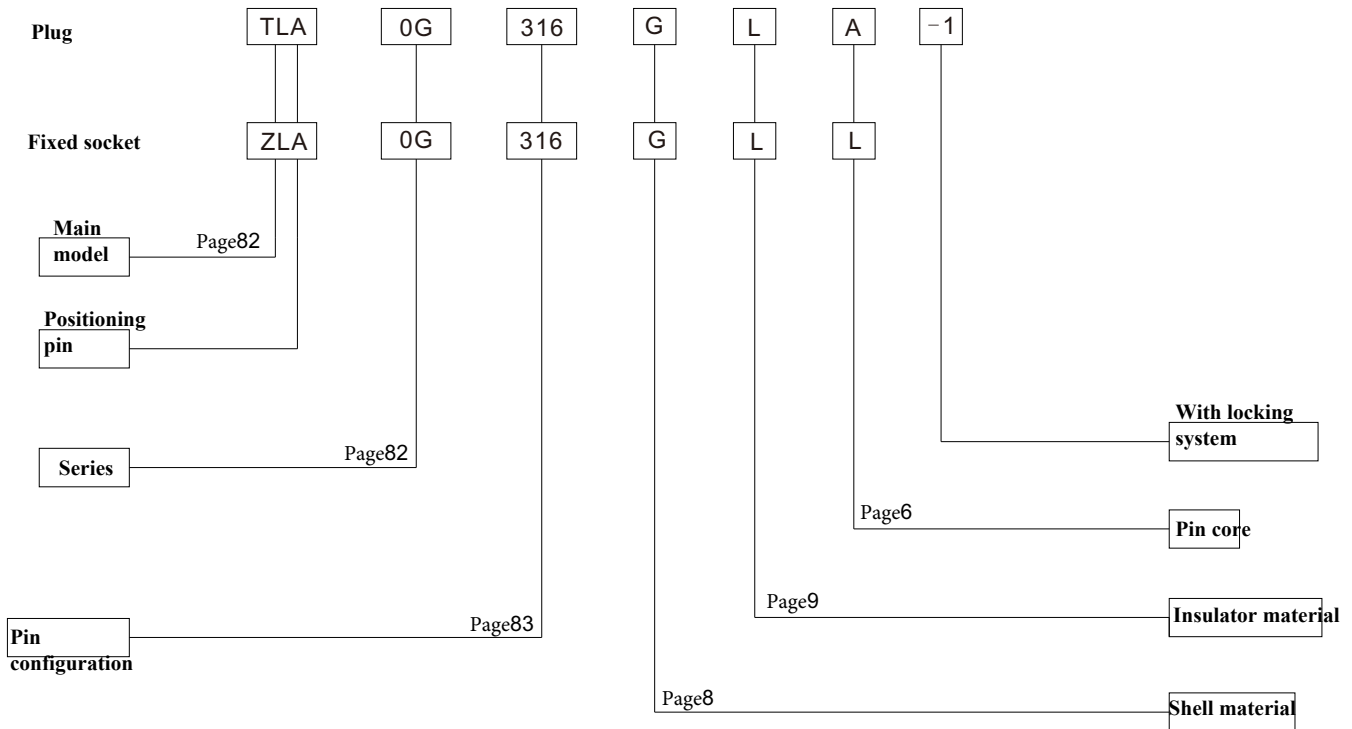 Plug TLA 0G 316 G L A -1
Fixed socket ZLA 0G 316 G L L
Main
model
Page82
Positioning
pin
With locking
system
Series
Page82
Page6
Pin core
Page9
Insulator material
Page83
Pin
configuration
Page8
Shell material